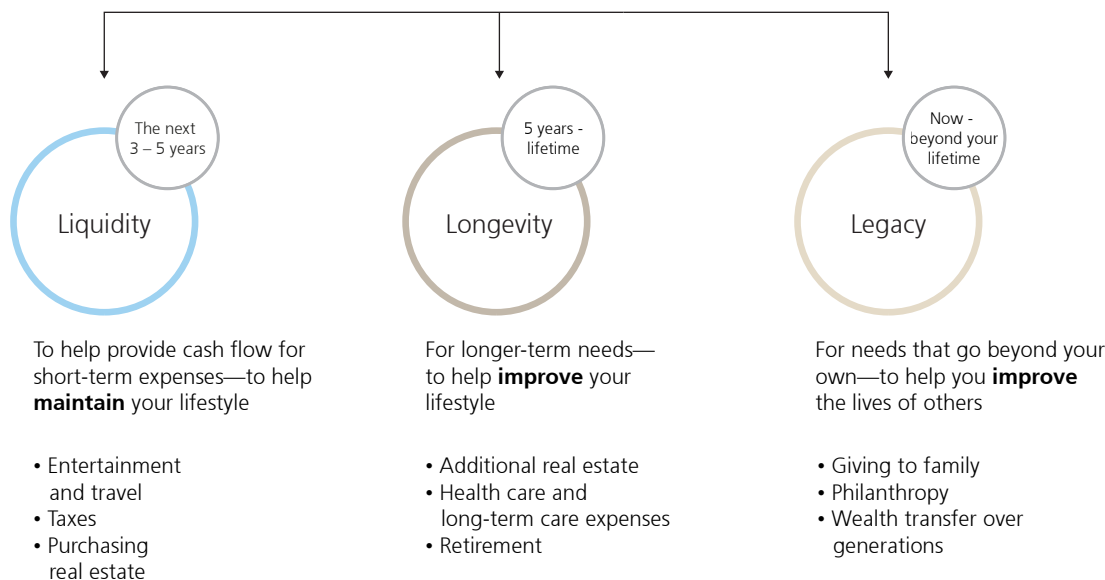 The next
3 – 5 years
Liquidity
To help provide cash flow for
short-term expenses—to help
maintain your lifestyle
• Entertainment
and travel
• Taxes
• Purchasing
real estate
5 years -
lifetime
Longevity
For longer-term needs—
to help improve your
lifestyle
• Additional real estate
• Health care and
long-term care expenses
• Retirement
Now -
beyond your
lifetime
Legacy
For needs that go beyond your
own—to help you improve
the lives of others
• Giving to family
• Philanthropy
• Wealth transfer over
generations